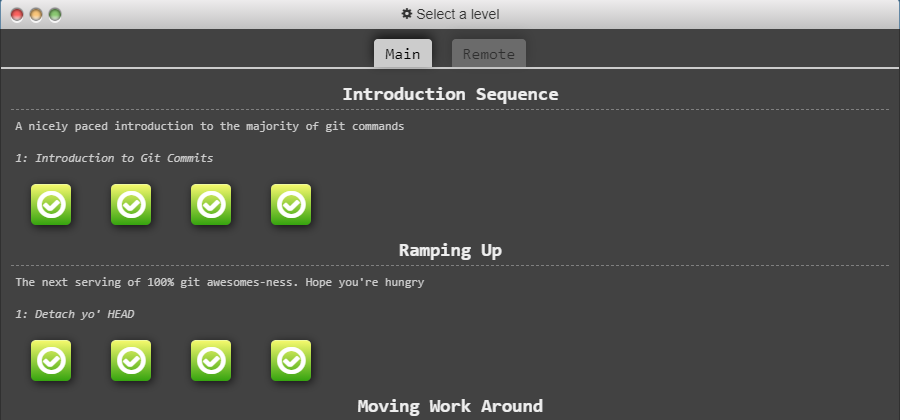 Select a level
Main Remote
Introduction Sequence
A nicely paced introduction to the majority of git commands
1: Introduction to Git Commits
Ramping Up
The next serving of 100% git awesomes-ness. Hope you're hungry
1: Detach yo' HEAD
Moving Work Around